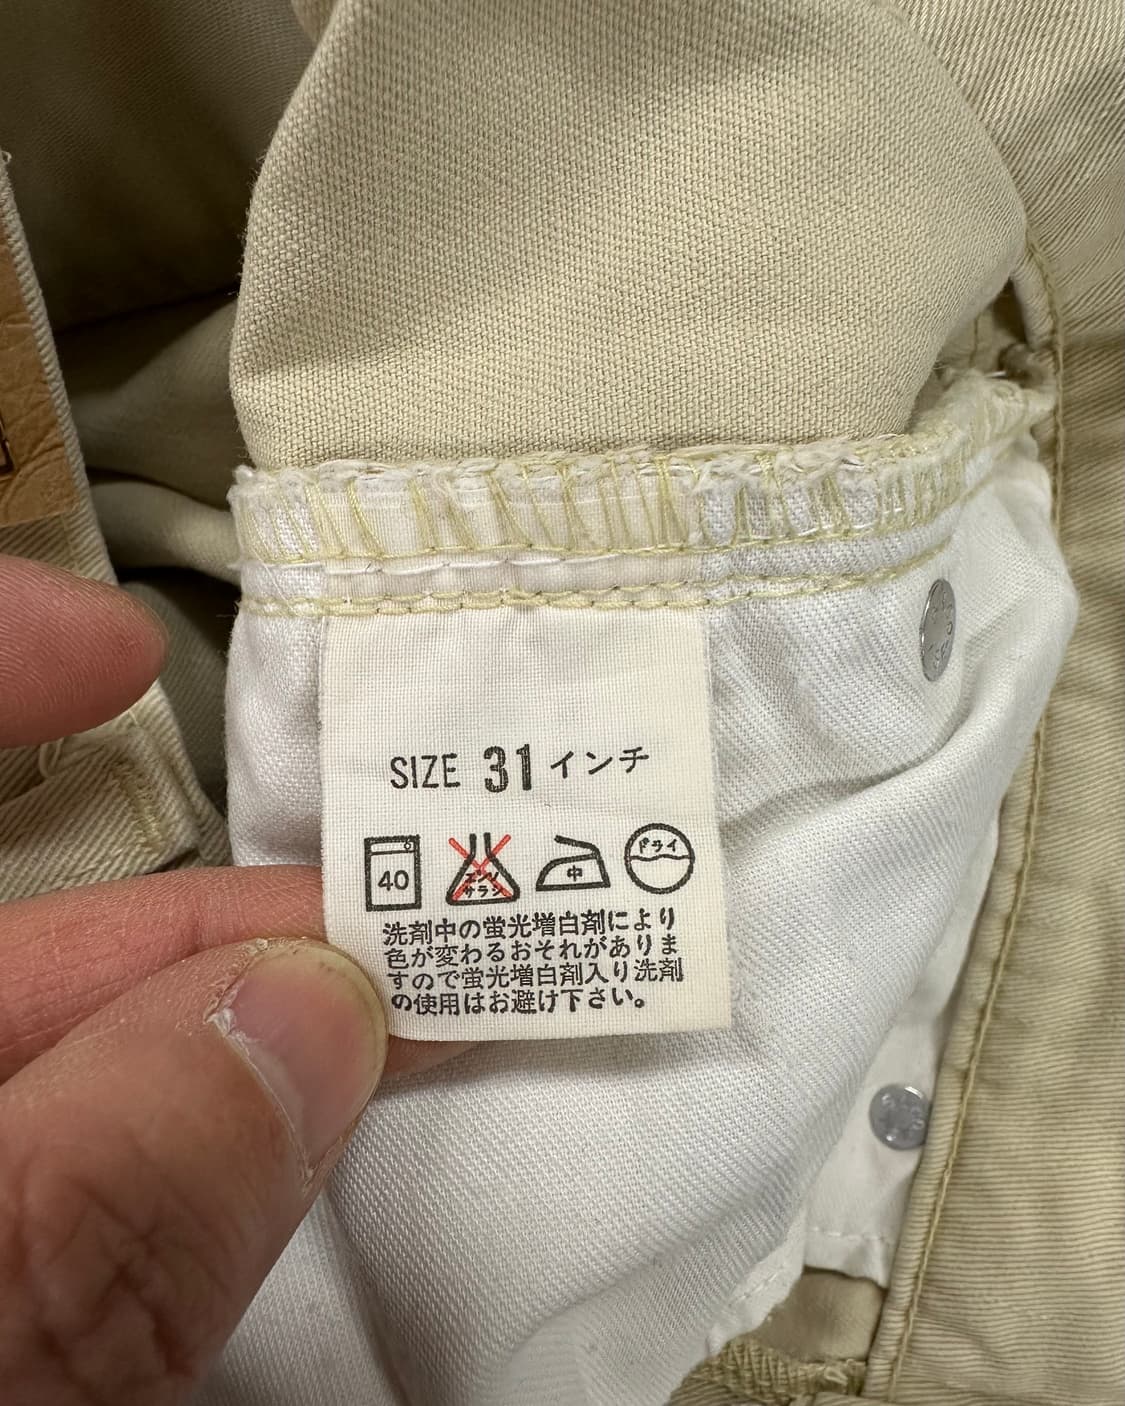 SIZE 31 インチ
40
エンソ
サラシ
中
ドライ
洗剤中の蛍光増白剤により
色が変わるおそれがありま
すので蛍光増白剤入り洗剤
の使用はお避け下さい。